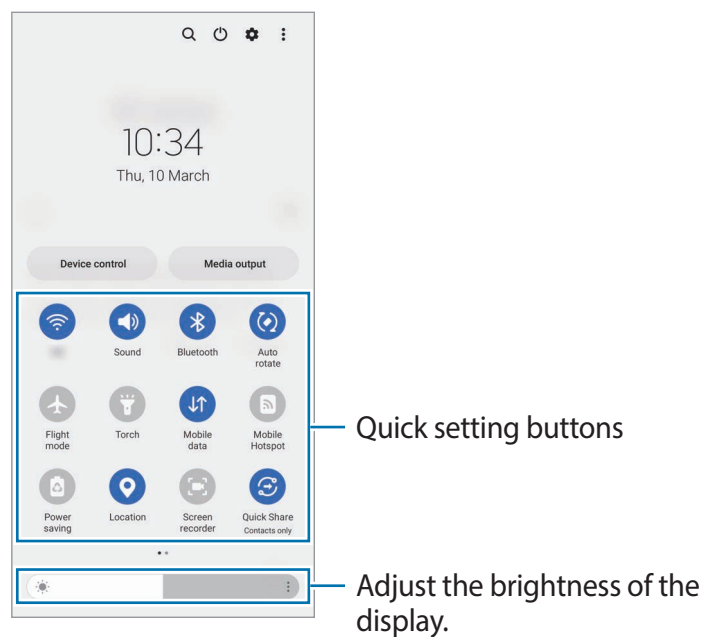 10:34
Thu, 10 March
Device control Media output
Sound Bluetooth Auto
rotate
Flight
mode
Torch
Mobile
data
Mobile
Hotspot
Power
saving
Location
Screen
recorder
Quick Share
Contacts only
Quick setting buttons
Adjust the brightness of the
display.